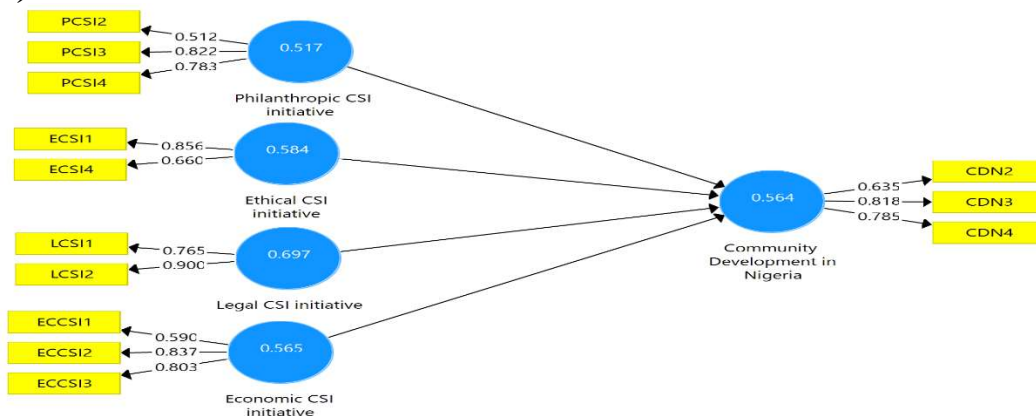 PCSI2
PCSI3
PCSI4
0.512
0.822
0.783
0.517
Philanthropic CSI
initiative
ECSI1
ECSI4
0.856
0.660
0.584
Ethical CSI
initiative
LCSI1
LCSI2
0.765
0.900
0.697
Legal CSI initiative
ECCSI1
ECCSI2
ECCSI3
0.590
0.837
0.803
0.565
Economic CSI
initiative
0.564
Community
Development in
Nigeria
0.635
0.818
0.785
CDN2
CDN3
CDN4